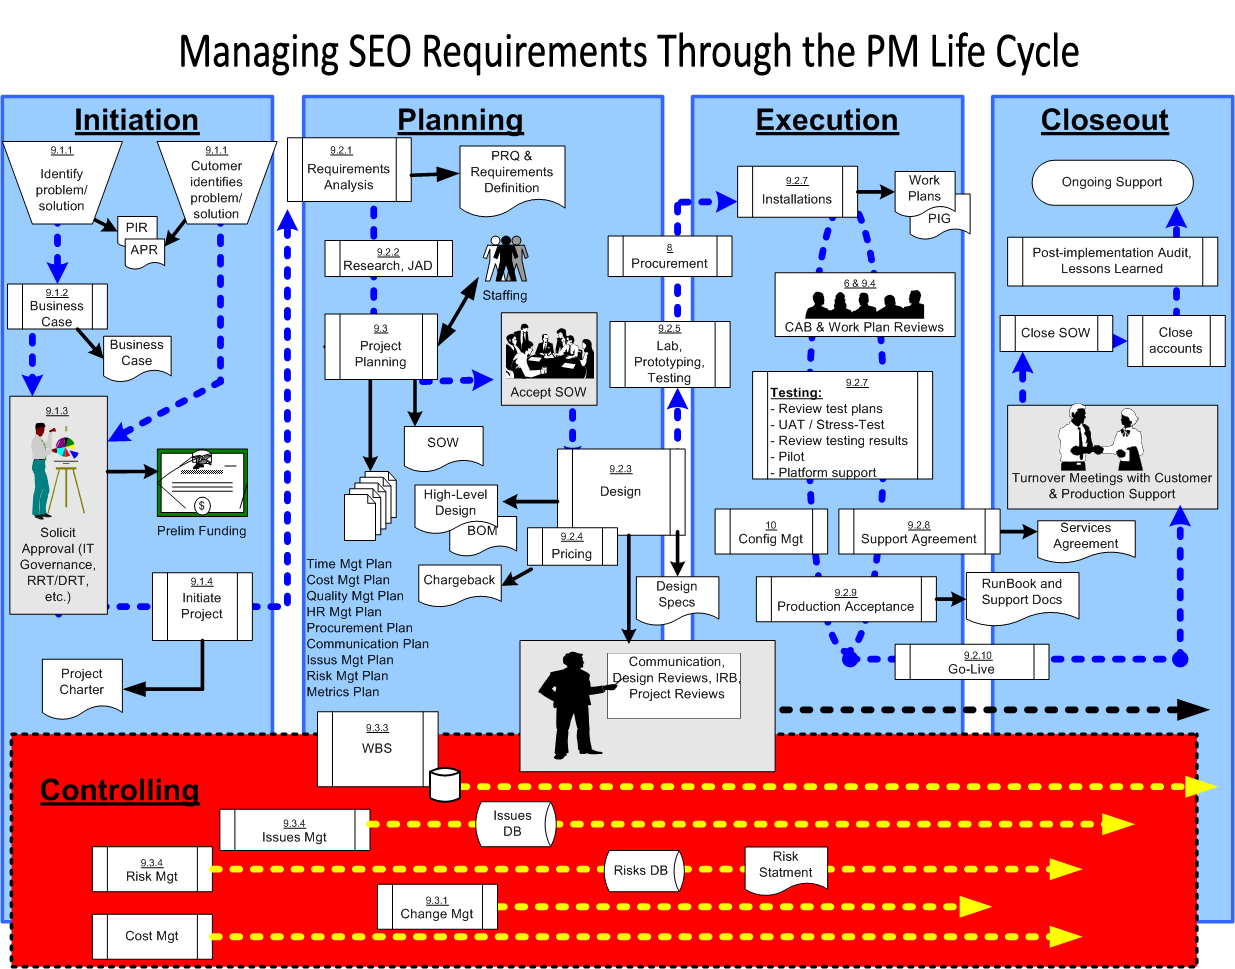 Managing SEO Requirements Through the PM Life Cycle
Initiation
9.1.1
Identify
problem/
solution
9.1.1
Cutomer
identifies
problem/
solution
PIR
APR
9.1.2
Business
Case
Business
Case
9.1.3
Solicit
Approval (IT
Governance,
RRT/DRT,
etc.)
$
Prelim Funding
9.1.4
Initiate
Project
Project
Charter
Planning
9.2.1
Requirements
Analysis
PRQ &
Requirements
Definition
9.2.2
Research, JAD
Staffing
9.3
Project
Planning
Accept SOW
SOW
9.2.3
Design
High-Level
Design
BOM
9.2.4
Pricing
Chargeback
Design
Specs
Time Mgt Plan
Cost Mgt Plan
Quality Mgt Plan
HR Mgt Plan
Procurement Plan
Communication Plan
Issus Mgt Plan
Risk Mgt Plan
Metrics Plan
Communication,
Design Reviews, IRB,
Project Reviews
8
Procurement
9.2.5
Lab,
Prototyping,
Testing
Execution
9.2.7
Installations
Work
Plans
PIG
6 & 9.4
CAB & Work Plan Reviews
9.2.7
Testing:
- Review test plans
- UAT / Stress-Test
- Review testing results
- Pilot
- Platform support
10
Config Mgt
9.2.8
Support Agreement
Services
Agreement
9.2.9
Production Acceptance
RunBook and
Support Docs
9.2.10
Go-Live
Closeout
Ongoing Support
Post-implementation Audit,
Lessons Learned
Close SOW
Close
accounts
Turnover Meetings with Customer
& Production Support
Controlling
9.3.3
WBS
9.3.4
Issues Mgt
Issues
DB
9.3.4
Risk Mgt
Risks DB
Risk
Statment
9.3.1
Change Mgt
Cost Mgt